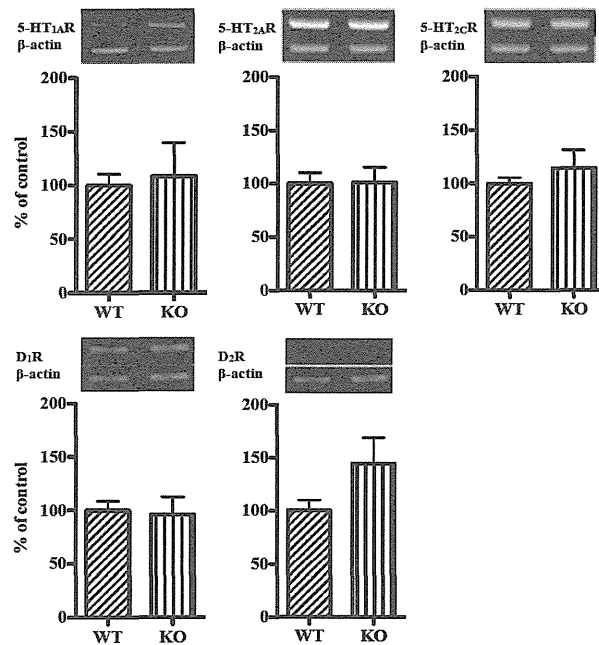 5-HT1AR
β-actin
5-HT2AR
β-actin
5-HT2CR
β-actin
200
150
100
50
0
% of control
WT KO
200
150
100
50
0
WT KO
200
150
100
50
0
WT KO
D1R
β-actin
D2R
β-actin
200
150
100
50
0
% of control
WT KO
200
150
100
50
0
WT KO